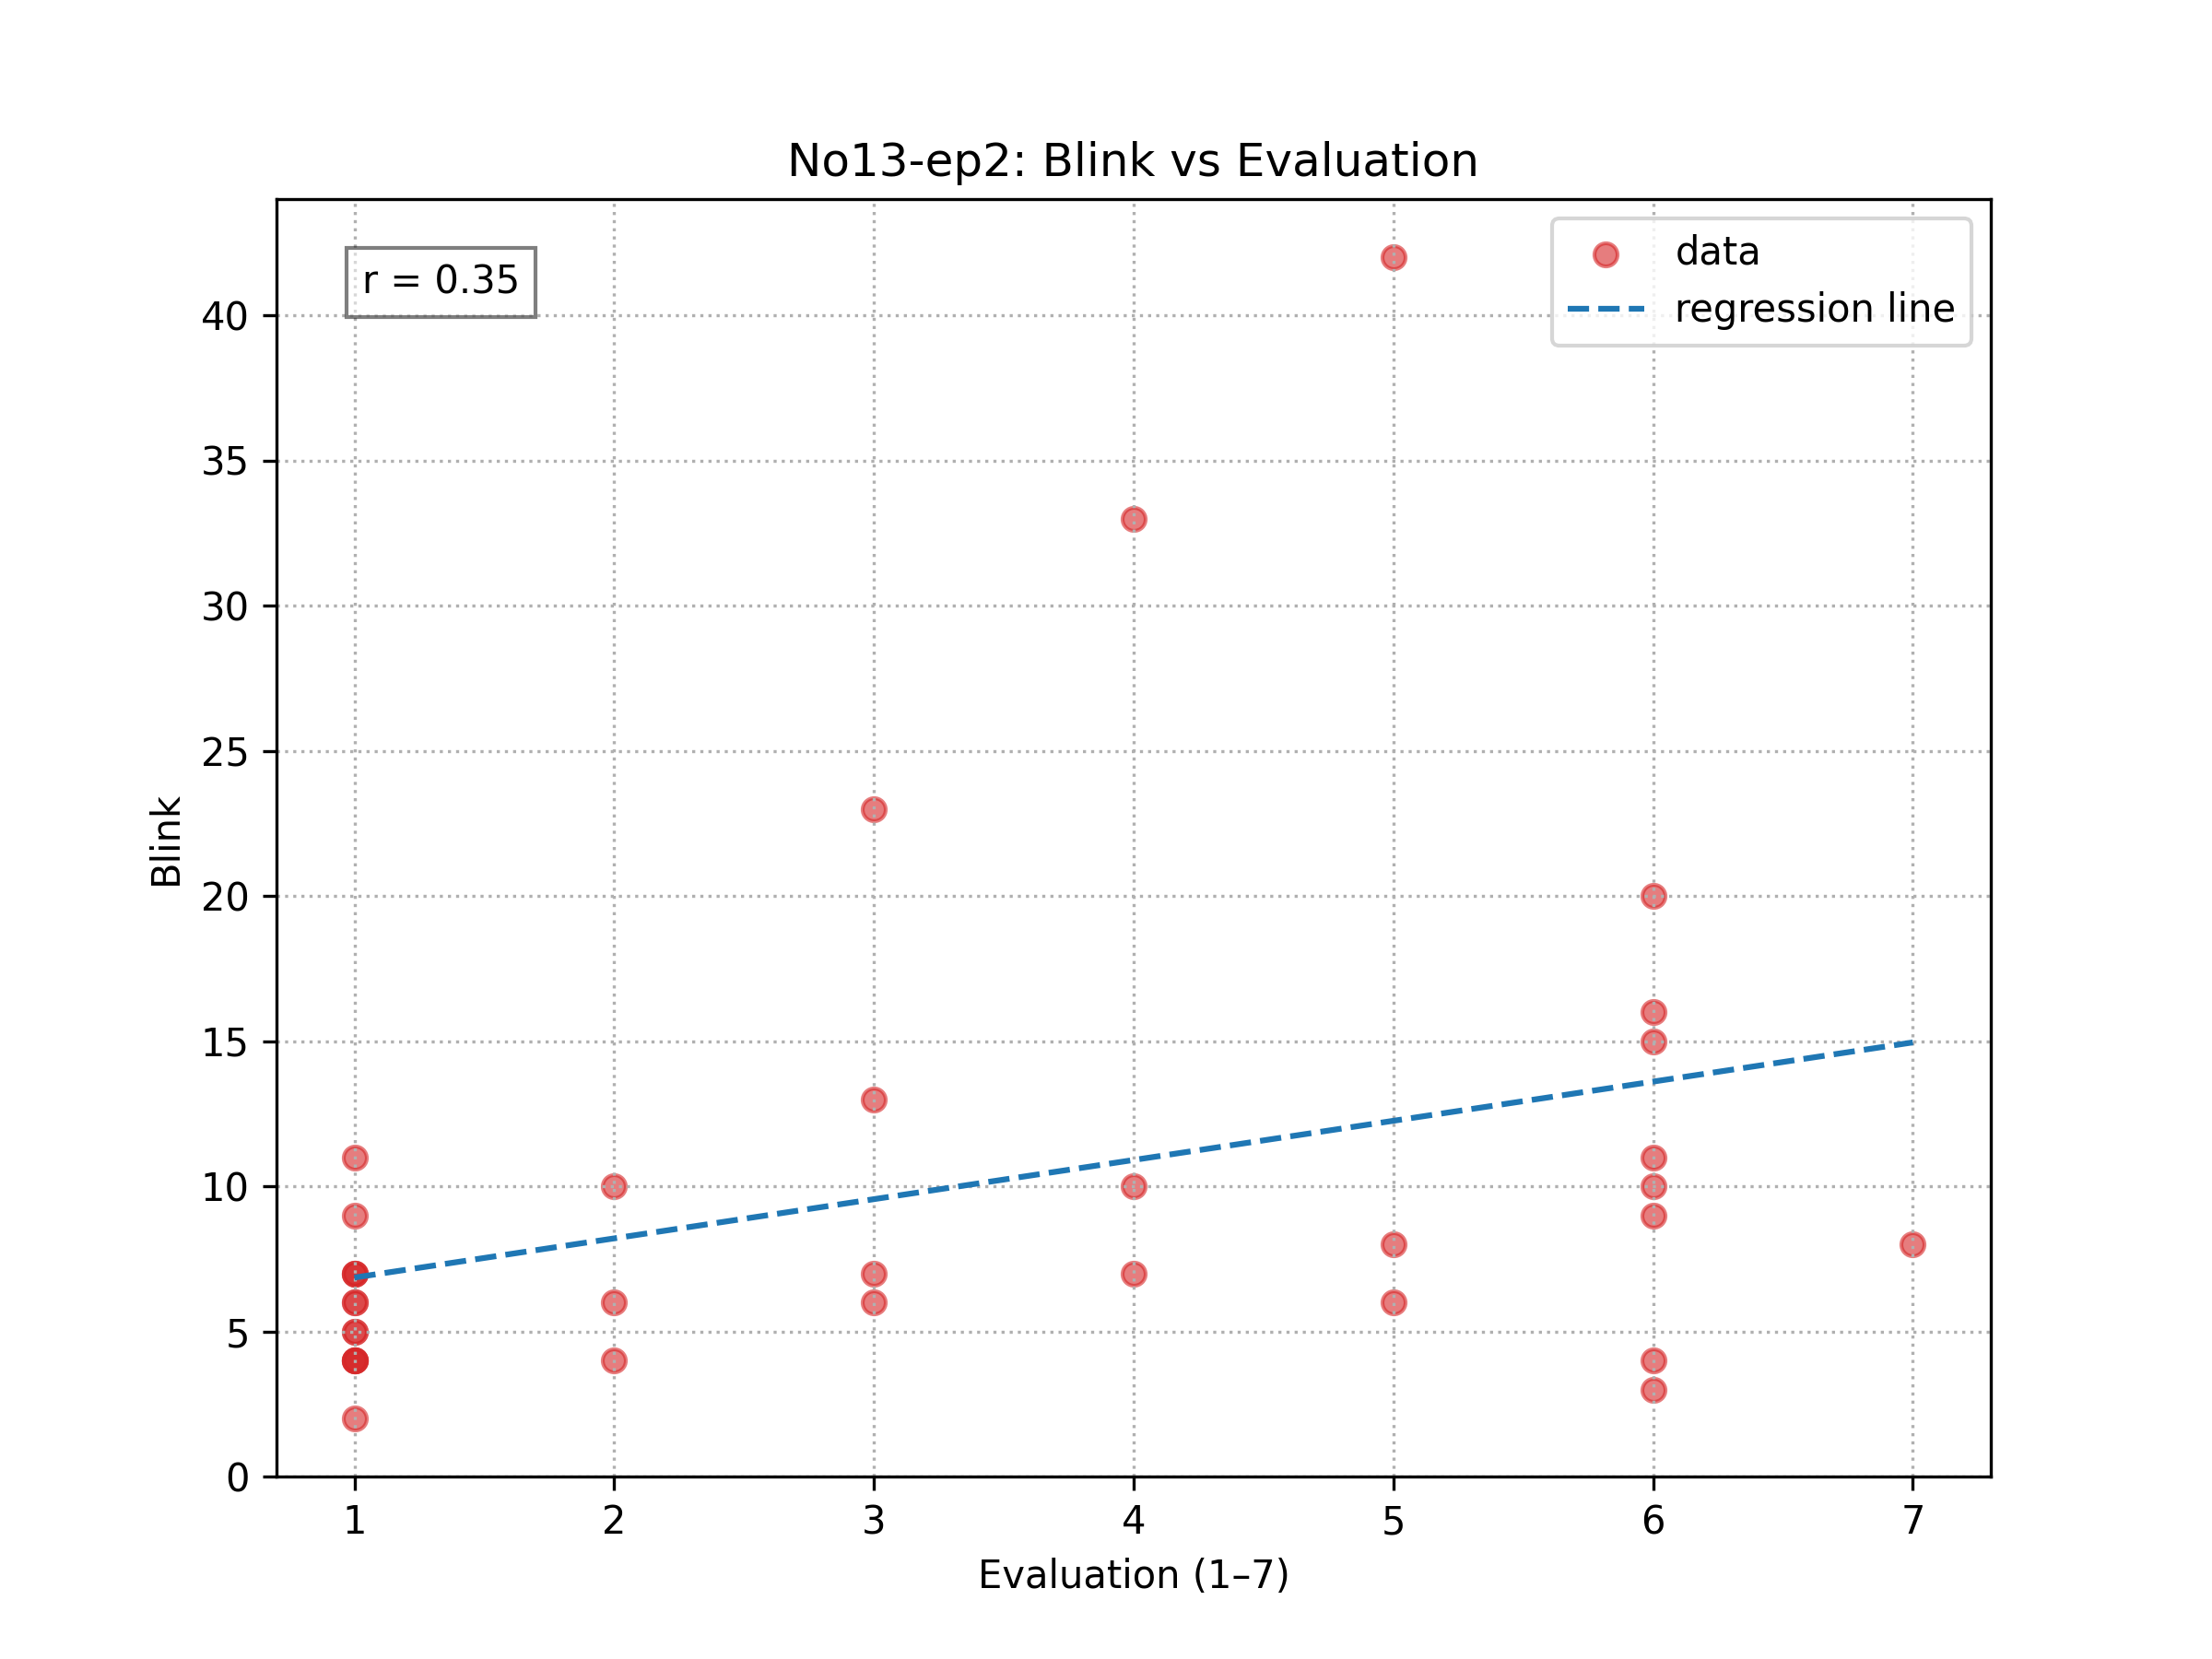 No13-ep2: Blink vs Evaluation
r = 0.35
data
regression line
40
35
30
25
20
15
10
5
0
Blink
1 2 3 4 5 6 7
Evaluation (1–7)